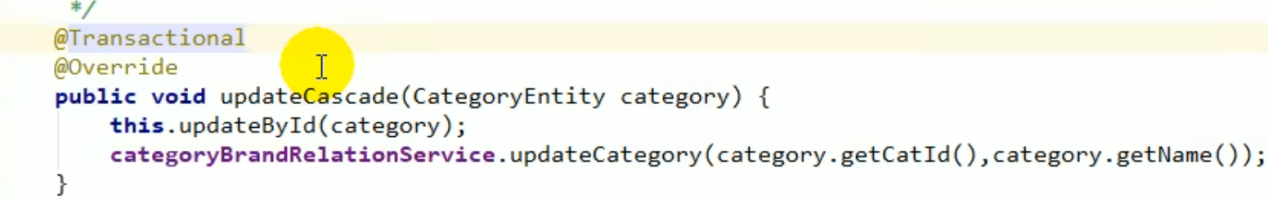 */
@Transactional
@Override
public void updateCascade(CategoryEntity category) {
this.updateById(category);
categoryBrandRelationService.updateCategory(category.getCatId(),category.getName());
}